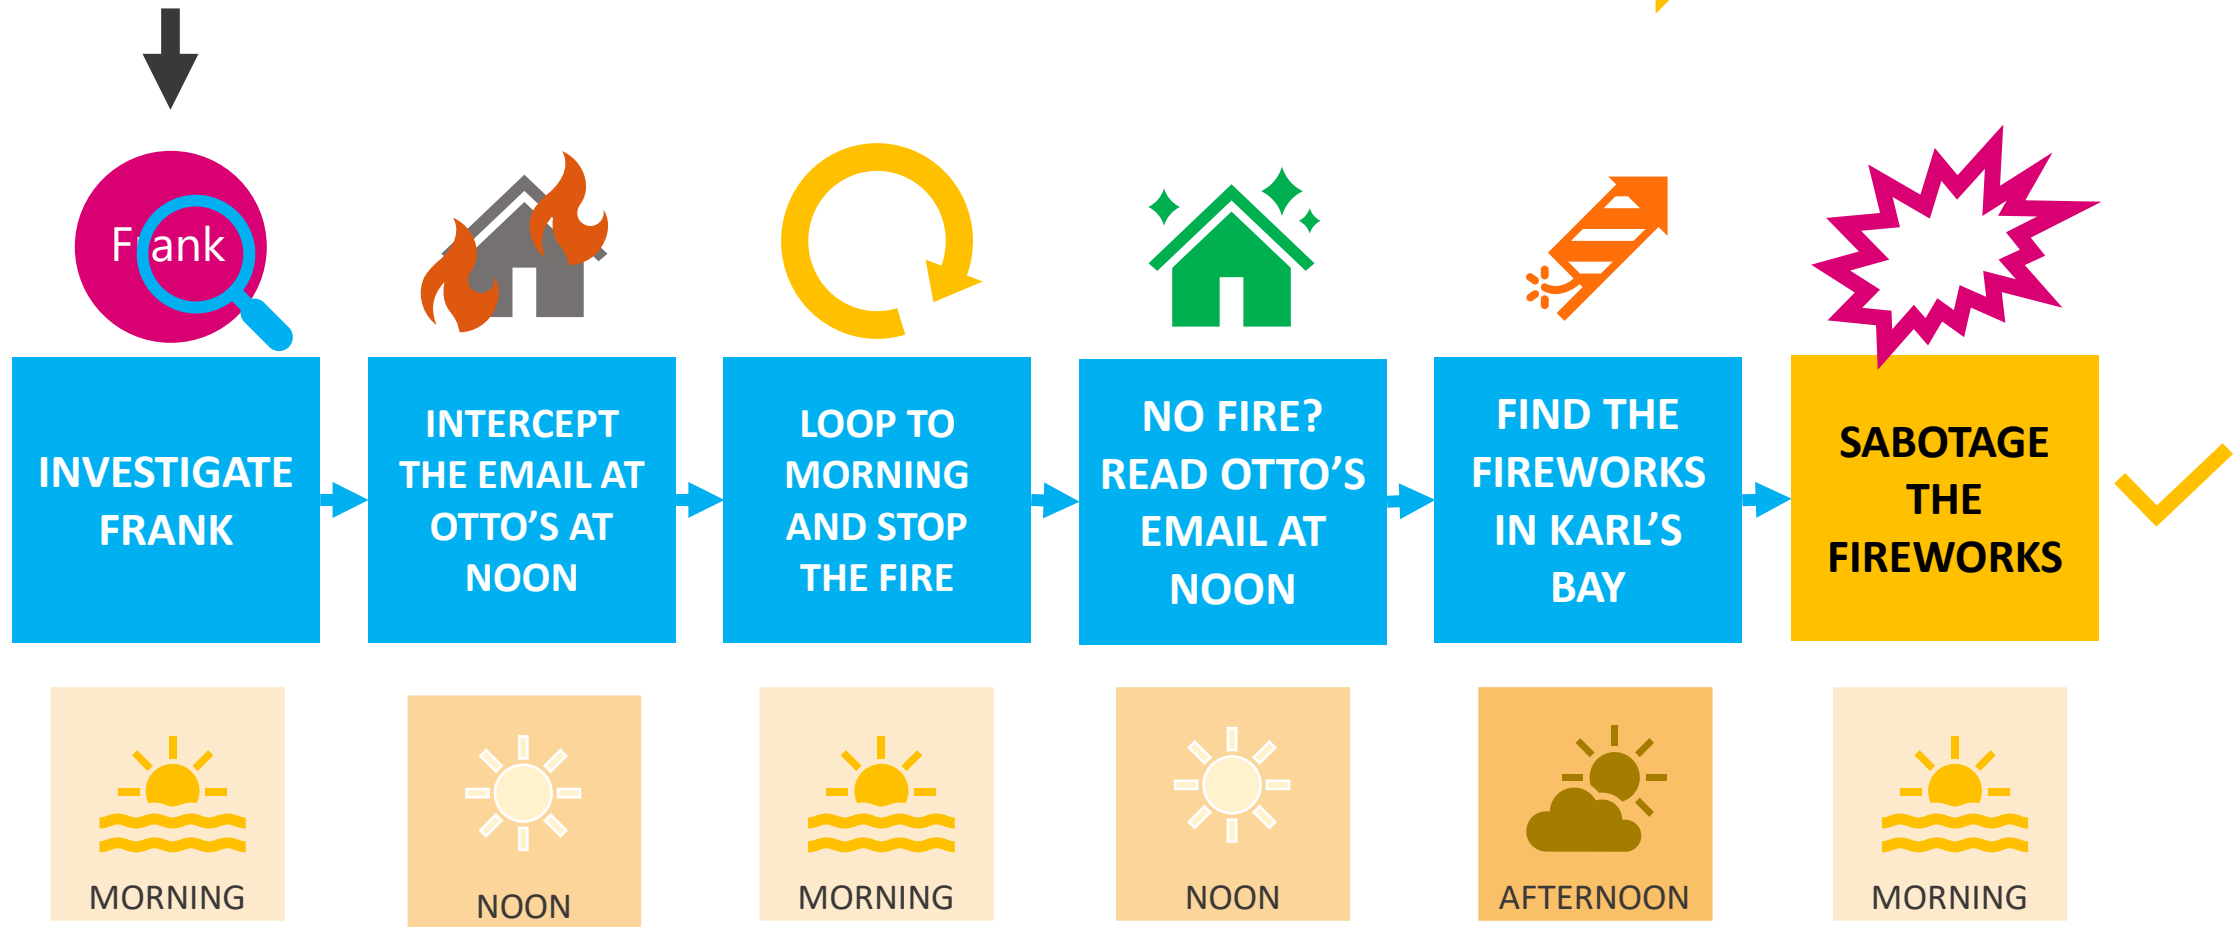 Frank
INVESTIGATE
FRANK
INTERCEPT
THE EMAIL AT
OTTO’S AT
NOON
LOOP TO
MORNING
AND STOP
THE FIRE
NO FIRE?
READ OTTO’S
EMAIL AT
NOON
FIND THE
FIREWORKS
IN KARL’S
BAY
SABOTAGE
THE
FIREWORKS
MORNING
NOON
MORNING
NOON
AFTERNOON
MORNING